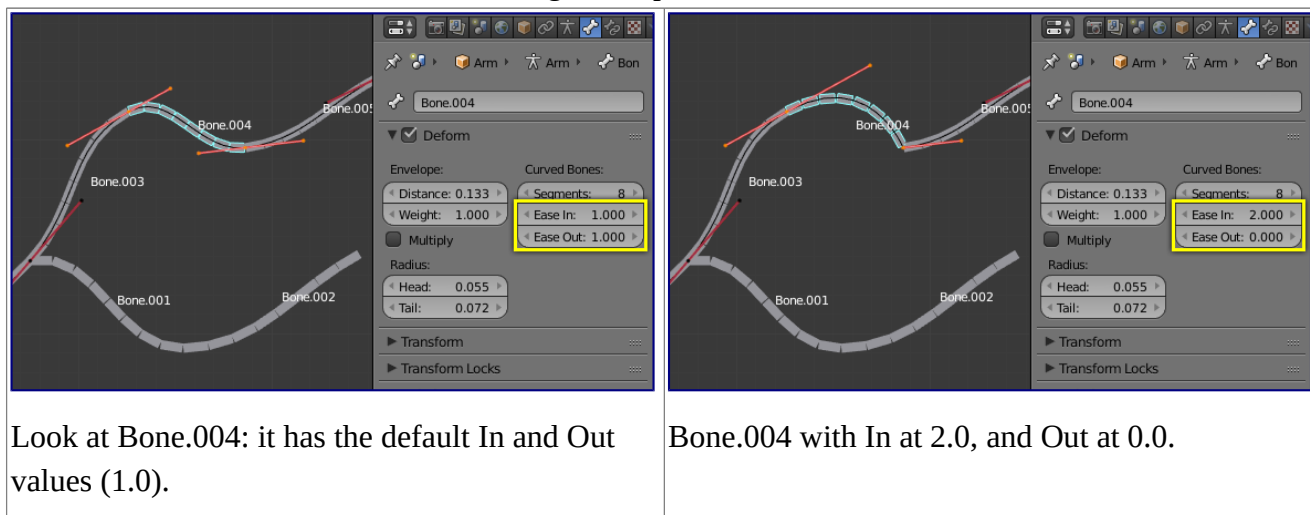 Arm Arm Bon
Bone.004
Deform
Envelope: Curved Bones:
Distance: 0.133 Segments: 8
Weight: 1.000 Ease In: 1.000
Multiply Ease Out: 1.000
Radius:
Head: 0.055
Tail: 0.072
Transform
Transform Locks
Bone.005
Bone.004
Bone.003
Bone.001
Bone.002
Arm Arm Bon
Bone.004
Deform
Envelope: Curved Bones:
Distance: 0.133 Segments: 8
Weight: 1.000 Ease In: 2.000
Multiply Ease Out: 0.000
Radius:
Head: 0.055
Tail: 0.072
Transform
Transform Locks
Bone.005
Bone.004
Bone.003
Bone.001
Bone.002
Look at Bone.004: it has the default In and Out
values (1.0).
Bone.004 with In at 2.0, and Out at 0.0.